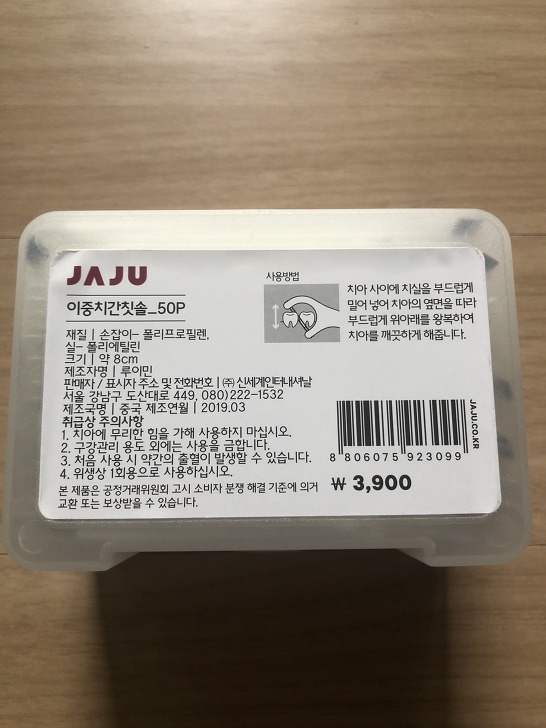 JAJU
이중치간칫솔_50P
재질 | 손잡이- 폴리프로필렌,
실- 폴리에틸린
크기 | 약 8cm
제조자명 | 루이민
판매자 / 표시자 주소 및 전화번호 | (주) 신세계인터내셔날
서울 강남구 도산대로 449, 080)222-1532
제조국명 | 중국 제조연월 | 2019.03
취급상 주의사항
1. 치아에 무리한 힘을 가해 사용하지 마십시오.
2. 구강관리 용도 외에는 사용을 금합니다.
3. 처음 사용 시 약간의 출혈이 발생할 수 있습니다.
4. 위생상 1회용으로 사용하십시오.
본 제품은 공정거래위원회 고시 소비자 분쟁 해결 기준에 의거
교환 또는 보상받을 수 있습니다.
사용방법
치아 사이에 치실을 부드럽게
밀어 넣어 치아의 옆면을 따라
부드럽게 위아래를 왕복하여
치아를 깨끗하게 해줍니다.
JAJU.CO.KR
8 806075 923099
₩ 3,900